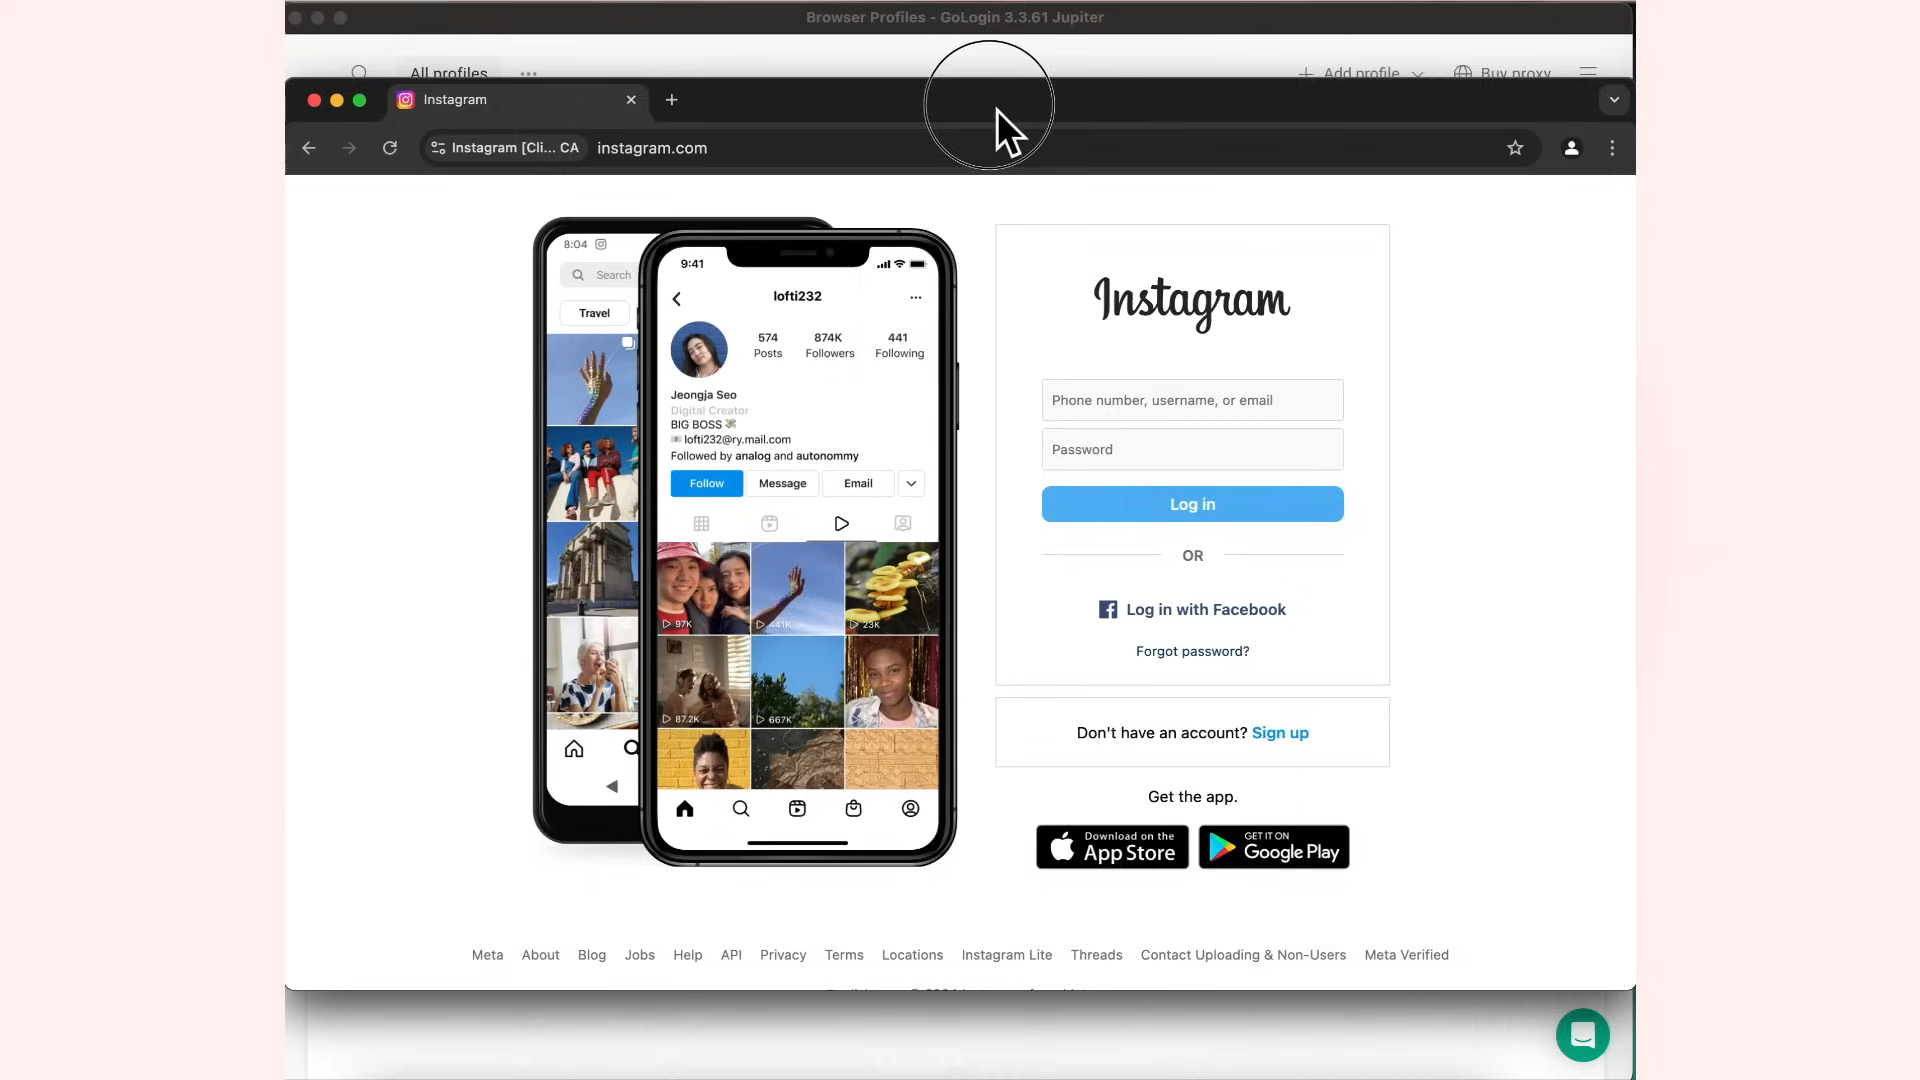 Browser Profiles - GoLogin 3.3.61 Jupiter
All profiles
Add profile
Buy proxy
Instagram
Instagram [Cli... CA
instagram.com
8:04
Search
Travel
9:41
lofti232
574
874K
441
Posts
Followers
Following
Jeongja Seo
Digital Creator
BIG BOSS
lofti232@ry.mail.com
Followed by analog and autonommy
Follow
Message
Email
97K
441K
23K
87.2K
667K
Instagram
Phone number, username, or email
Password
Log in
OR
Log in with Facebook
Forgot password?
Don't have an account? Sign up
Get the app.
Download on the
App Store
GET IT ON
Google Play
Meta About Blog Jobs Help API Privacy Terms Locations Instagram Lite Threads Contact Uploading & Non-Users Meta Verified